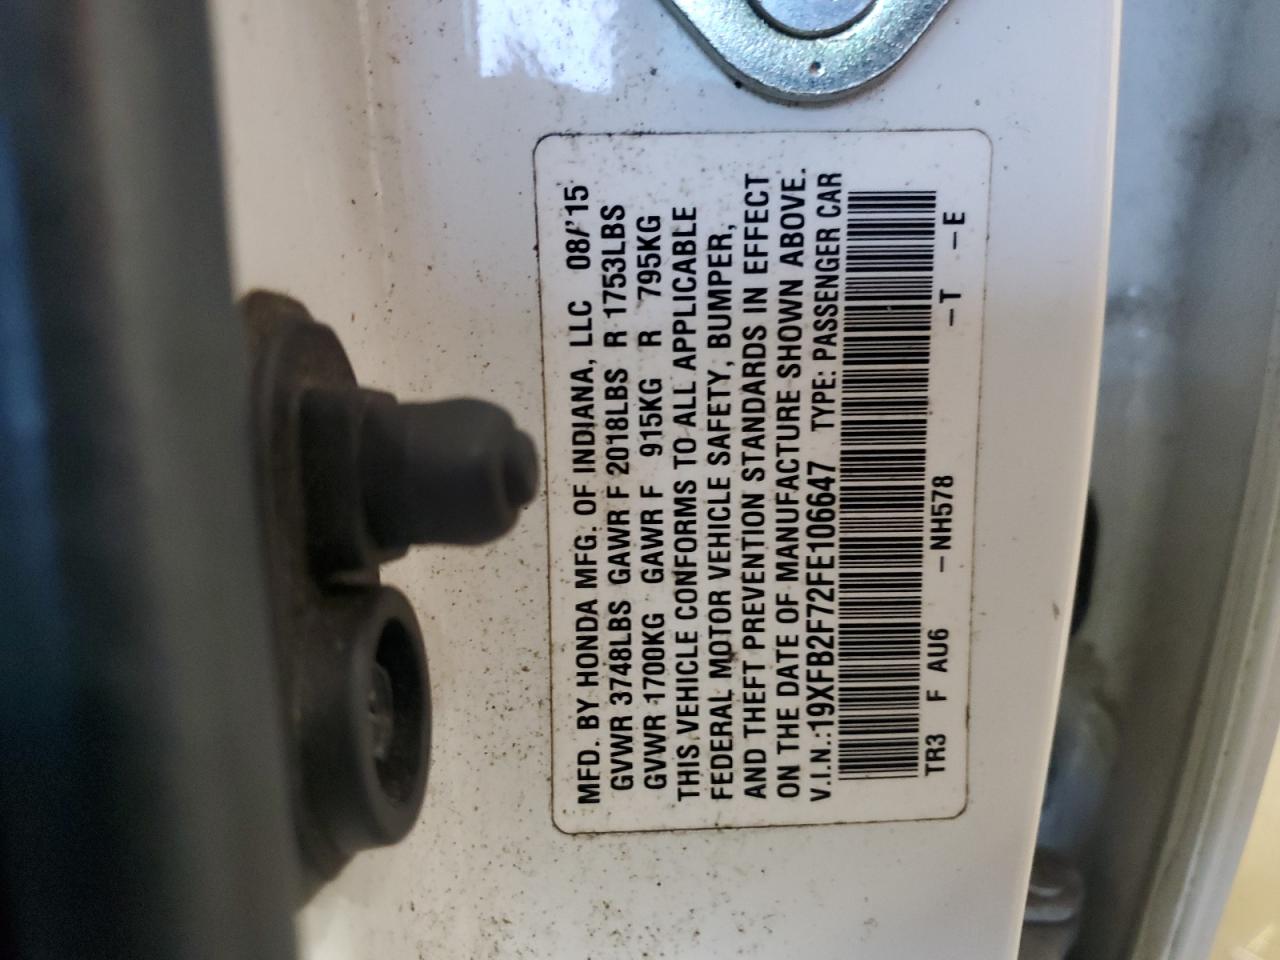 MFD. BY HONDA MFG. OF INDIANA, LLC 08/'15
GVWR 3748LBS GAWR F 2018LBS R 1753LBS
GVWR 1700KG GAWR F 915KG R 795KG
THIS VEHICLE CONFORMS TO ALL APPLICABLE
FEDERAL MOTOR VEHICLE SAFETY, BUMPER,
AND THEFT PREVENTION STANDARDS IN EFFECT
ON THE DATE OF MANUFACTURE SHOWN ABOVE.
V.I.N.:19XFB2F72FE106647 TYPE: PASSENGER CAR
TR3 F AU6 -NH578 -T -E